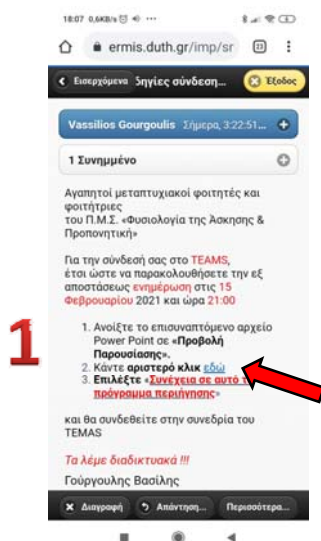 18:07 0,6KB/s
ermis.duth.gr/imp/sr 23
Εισερχόμενα δηγίες σύνδεση... Έξοδος
Vassilios Gourgoulis Σήμερα, 3:22:51...
1 Συνημμένο
Αγαπητοί μεταπτυχιακοί φοιτητές και
φοιτήτριες
του Π.Μ.Σ. «Φυσιολογία της Άσκησης &
Προπονητική»
Για την σύνδεσή σας στο TEAMS,
έτσι ώστε να παρακολουθήσετε την εξ
αποστάσεως ενημέρωση στις 15
Φεβρουαρίου 2021 και ώρα 21:00
1. Ανοίξτε το επισυναπτόμενο αρχείο
Power Point σε «Προβολή
Παρουσίασης».
2. Κάντε αριστερό κλικ εδώ
3. Επιλέξτε «Συνέχεια σε αυτό τ
πρόγραμμα περιήγησης»
1
και θα συνδεθείτε στην συνεδρία του
TEMAS
Τα λέμε διαδικτυακά !!!
Γούργουλης Βασίλης
Διαγραφή Απάντηση... Περισσότερα...